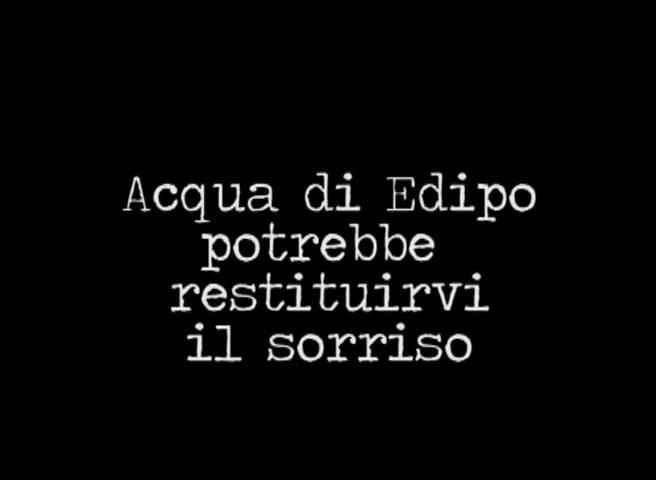 Acqua di Edipo
potrebbe
restituirvi
il sorriso